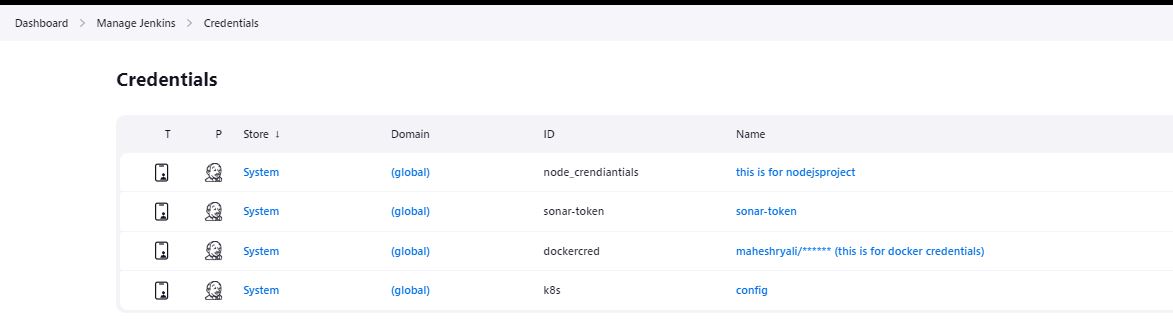 Dashboard > Manage Jenkins > Credentials
Credentials
T P Store ↓ Domain ID Name
System (global) node_crendiantials this is for nodejsproject
System (global) sonar-token sonar-token
System (global) dockercred maheshryali/****** (this is for docker credentials)
System (global) k8s config